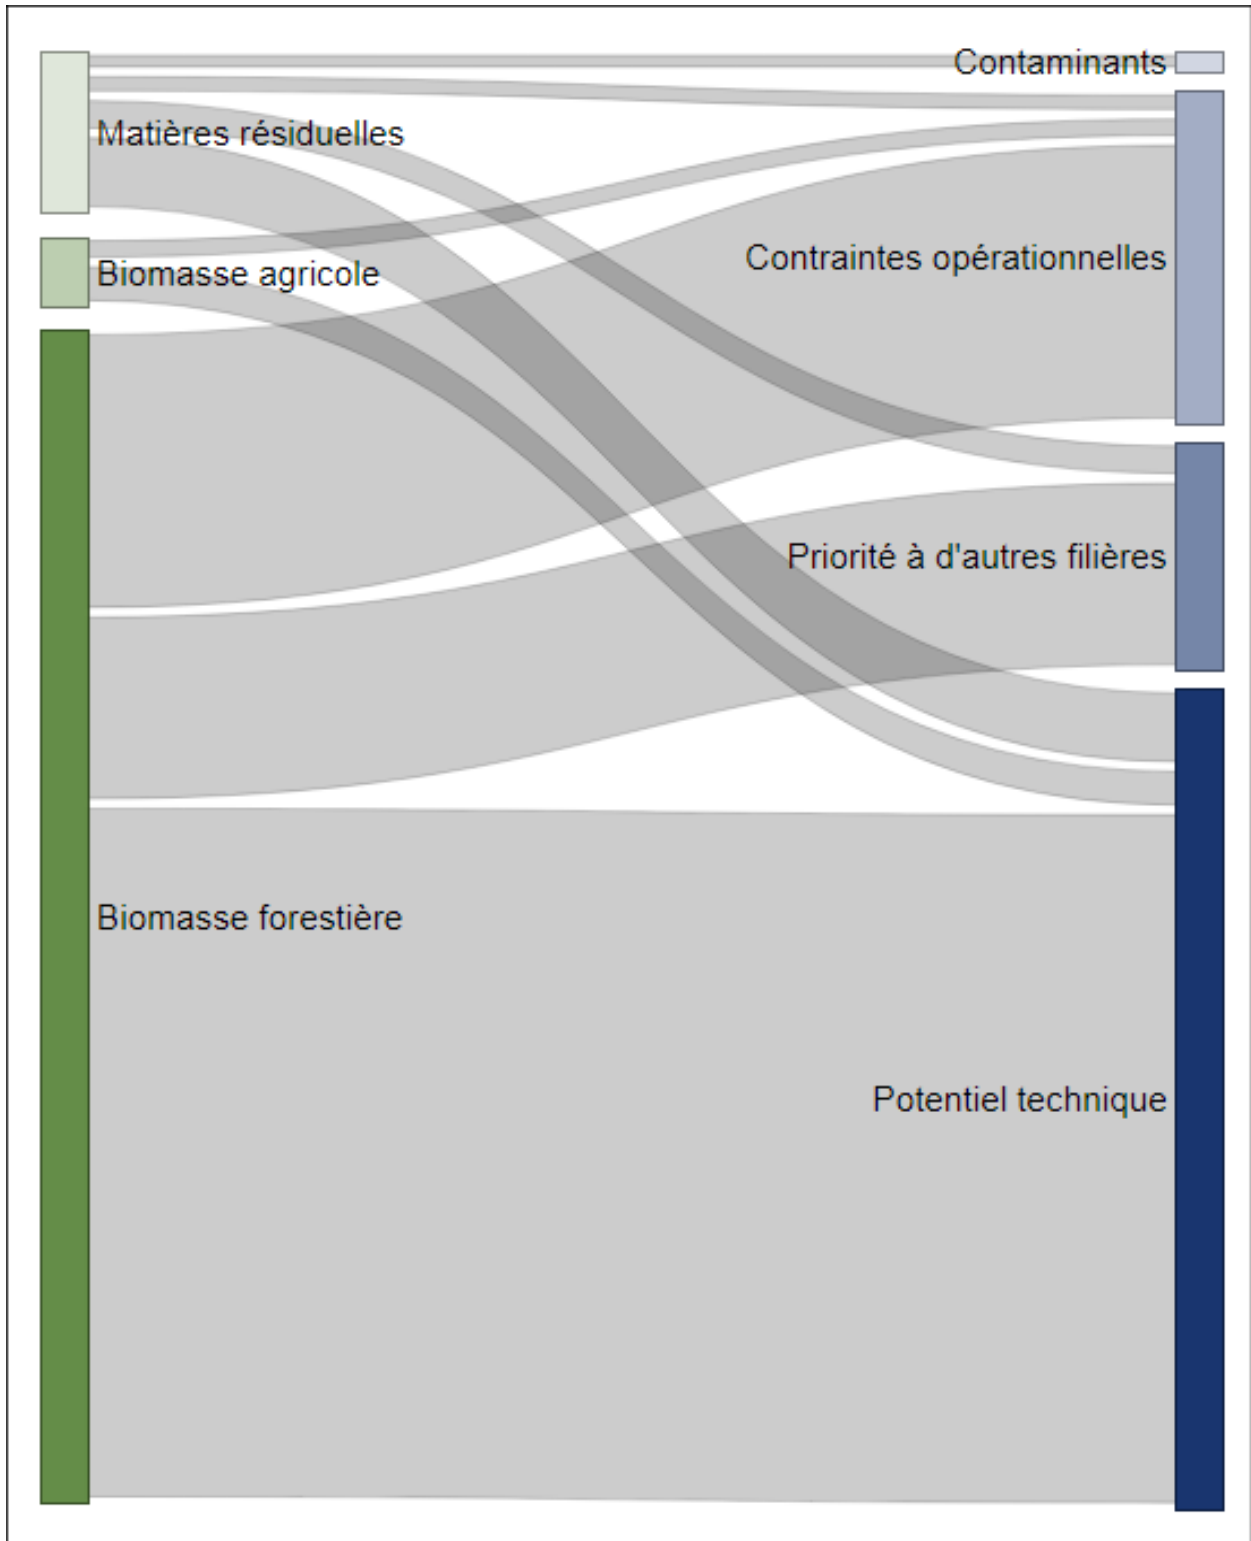 Contaminants
Matières résiduelles
Contraintes opérationnelles
Biomasse agricole
Priorité à d'autres filières
Biomasse forestière
Potentiel technique